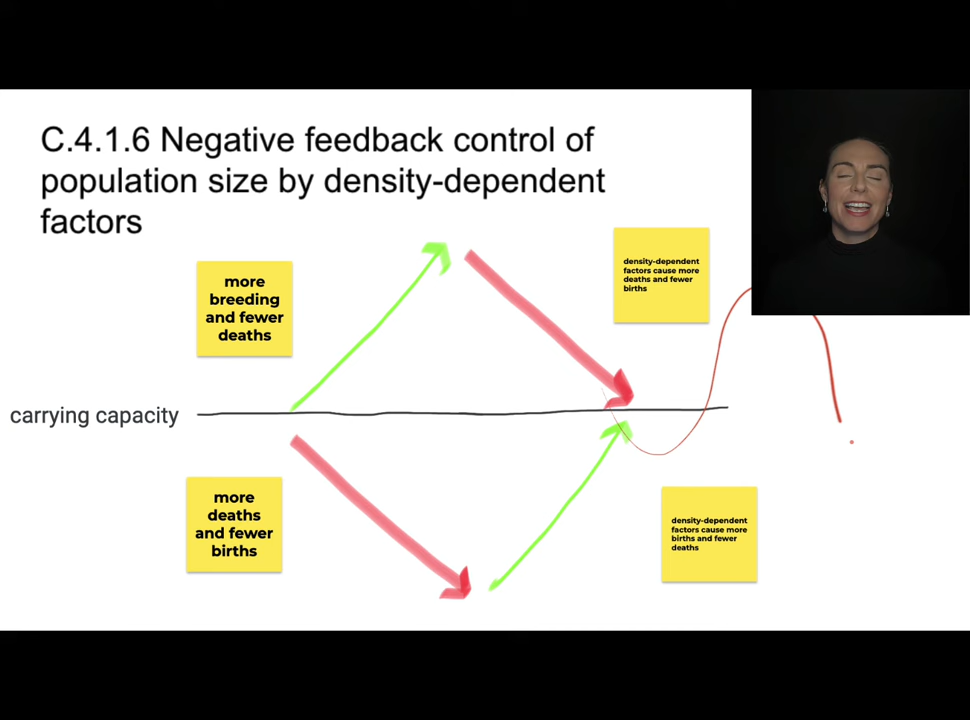 C.4.1.6 Negative feedback control of
population size by density-dependent
factors
more
breeding
and fewer
deaths
density-dependent
factors cause more
deaths and fewer
births
carrying capacity
more
deaths
and fewer
births
density-dependent
factors cause more
births and fewer
deaths